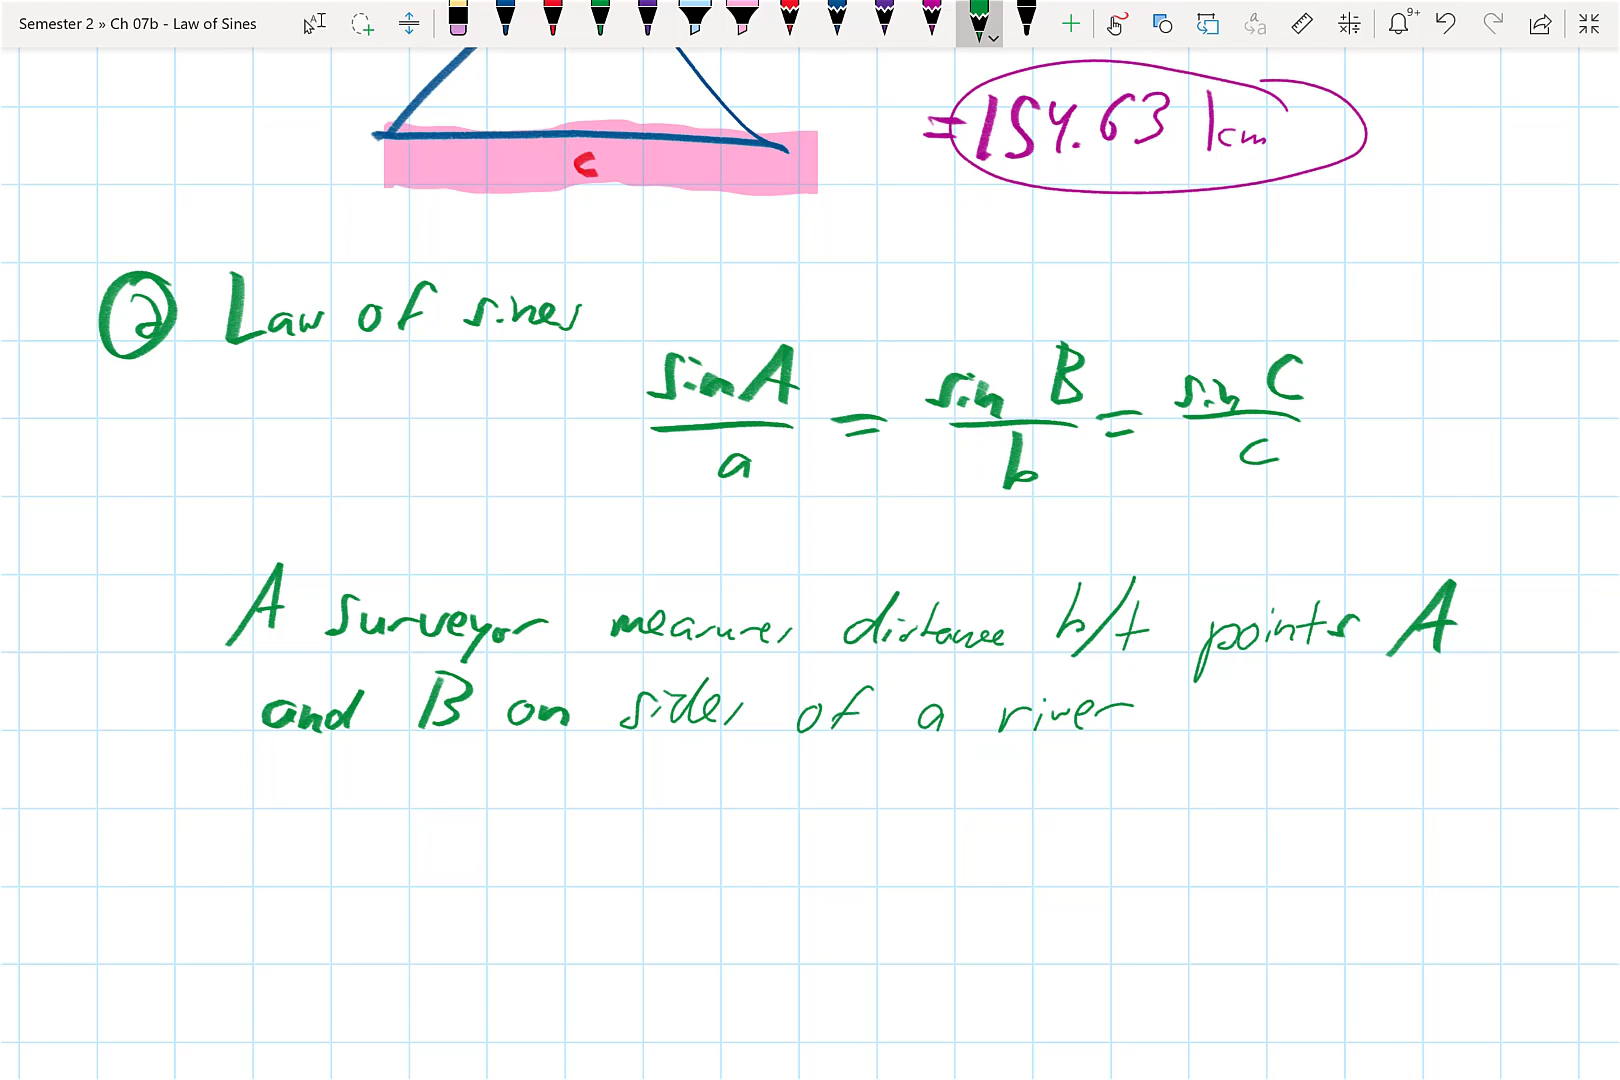 Semester 2 » Ch 07b - Law of Sines
9+
c
=154.63 km
② Law of sines
sin A / a = sin B / b = sin C / c
A surveyor measures distance b/t points A
and B on sides of a river